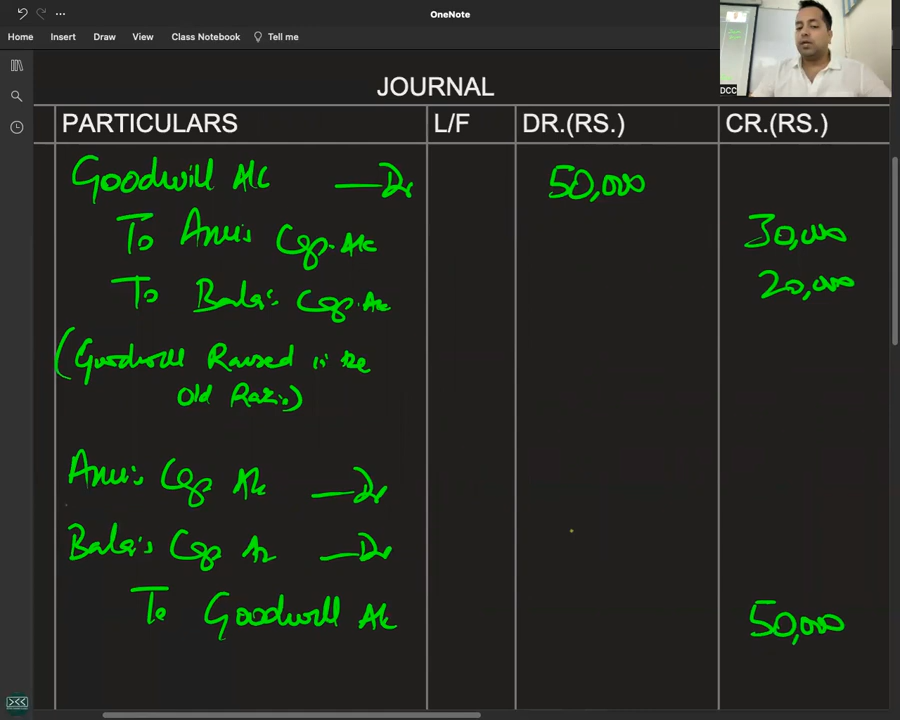 OneNote
Home Insert Draw View Class Notebook Tell me
DCC
JOURNAL
PARTICULARS L/F DR.(RS.) CR.(RS.)
Goodwill A/c — Dr 50,000
To Anu's Cap. A/c 30,000
To Bala's Cap. A/c 20,000
(Goodwill Raised in the
Old Ratio)
Anu's Cap A/c — Dr
Bala's Cap A/c — Dr
To Goodwill A/c 50,000